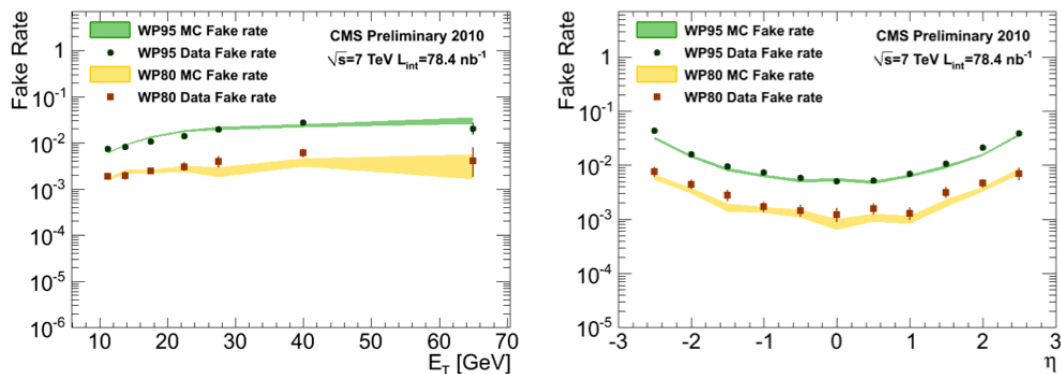 Fake Rate
WP95 MC Fake rate
WP95 Data Fake rate
WP80 MC Fake rate
WP80 Data Fake rate
CMS Preliminary 2010
√s=7 TeV L_int=78.4 nb⁻¹
1
10⁻¹
10⁻²
10⁻³
10⁻⁴
10⁻⁵
10⁻⁶
10 20 30 40 50 60 70
E_T [GeV]
Fake Rate
WP95 MC Fake rate
WP95 Data Fake rate
WP80 MC Fake rate
WP80 Data Fake rate
CMS Preliminary 2010
√s=7 TeV L_int=78.4 nb⁻¹
1
10⁻¹
10⁻²
10⁻³
10⁻⁴
10⁻⁵
-3 -2 -1 0 1 2 3
η